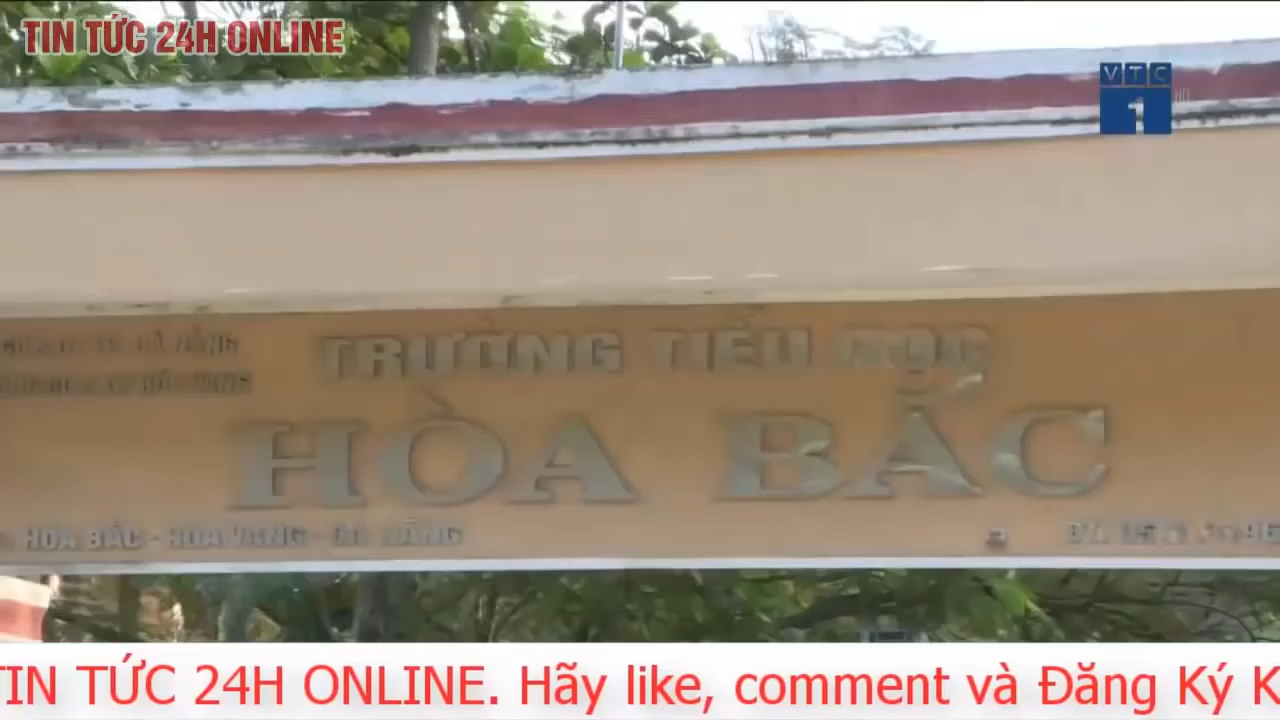 TIN TỨC 24H ONLINE
VTC
1
TRƯỜNG TIỂU HỌC
HÒA BẮC
HÒA BẮC - HÒA VANG - ĐÀ NẴNG
TIN TỨC 24H ONLINE. Hãy like, comment và Đăng Ký K